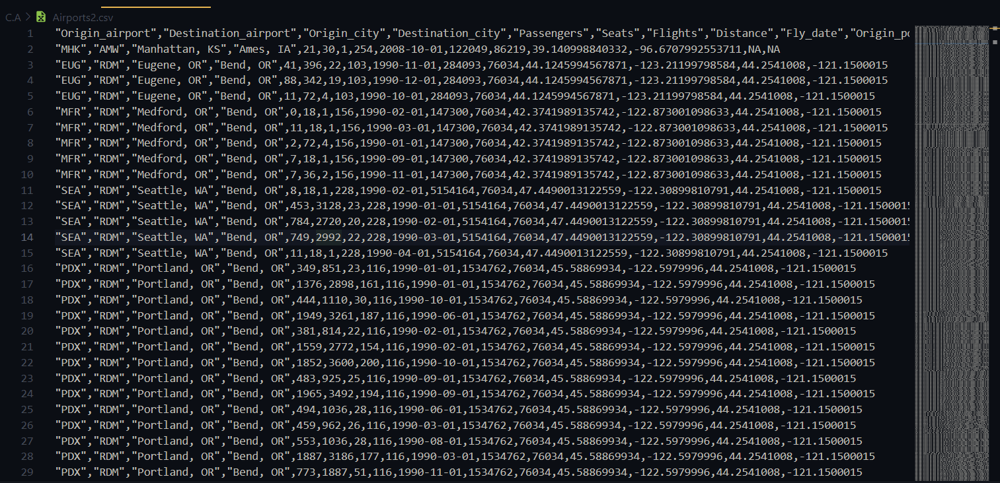 C.A > Airports2.csv
1 "Origin_airport","Destination_airport","Origin_city","Destination_city","Passengers","Seats","Flights","Distance","Fly_date","Origin_po
2 "MHK","AMW","Manhattan, KS","Ames, IA",21,30,1,254,2008-10-01,122049,86219,39.140998840332,-96.6707992553711,NA,NA
3 "EUG","RDM","Eugene, OR","Bend, OR",41,396,22,103,1990-11-01,284093,76034,44.1245994567871,-123.21199798584,44.2541008,-121.1500015
4 "EUG","RDM","Eugene, OR","Bend, OR",88,342,19,103,1990-12-01,284093,76034,44.1245994567871,-123.21199798584,44.2541008,-121.1500015
5 "EUG","RDM","Eugene, OR","Bend, OR",11,72,4,103,1990-10-01,284093,76034,44.1245994567871,-123.21199798584,44.2541008,-121.1500015
6 "MFR","RDM","Medford, OR","Bend, OR",0,18,1,156,1990-02-01,147300,76034,42.3741989135742,-122.873001098633,44.2541008,-121.1500015
7 "MFR","RDM","Medford, OR","Bend, OR",11,18,1,156,1990-03-01,147300,76034,42.3741989135742,-122.873001098633,44.2541008,-121.1500015
8 "MFR","RDM","Medford, OR","Bend, OR",2,72,4,156,1990-01-01,147300,76034,42.3741989135742,-122.873001098633,44.2541008,-121.1500015
9 "MFR","RDM","Medford, OR","Bend, OR",7,18,1,156,1990-09-01,147300,76034,42.3741989135742,-122.873001098633,44.2541008,-121.1500015
10 "MFR","RDM","Medford, OR","Bend, OR",7,36,2,156,1990-11-01,147300,76034,42.3741989135742,-122.873001098633,44.2541008,-121.1500015
11 "SEA","RDM","Seattle, WA","Bend, OR",8,18,1,228,1990-02-01,5154164,76034,47.4490013122559,-122.30899810791,44.2541008,-121.1500015
12 "SEA","RDM","Seattle, WA","Bend, OR",453,3128,23,228,1990-01-01,5154164,76034,47.4490013122559,-122.30899810791,44.2541008,-121.1500015
13 "SEA","RDM","Seattle, WA","Bend, OR",784,2720,20,228,1990-02-01,5154164,76034,47.4490013122559,-122.30899810791,44.2541008,-121.1500015
14 "SEA","RDM","Seattle, WA","Bend, OR",749,2992,22,228,1990-03-01,5154164,76034,47.4490013122559,-122.30899810791,44.2541008,-121.1500015
15 "SEA","RDM","Seattle, WA","Bend, OR",11,18,1,228,1990-04-01,5154164,76034,47.4490013122559,-122.30899810791,44.2541008,-121.1500015
16 "PDX","RDM","Portland, OR","Bend, OR",349,851,23,116,1990-01-01,1534762,76034,45.58869934,-122.5979996,44.2541008,-121.1500015
17 "PDX","RDM","Portland, OR","Bend, OR",1376,2898,161,116,1990-01-01,1534762,76034,45.58869934,-122.5979996,44.2541008,-121.1500015
18 "PDX","RDM","Portland, OR","Bend, OR",444,1110,30,116,1990-10-01,1534762,76034,45.58869934,-122.5979996,44.2541008,-121.1500015
19 "PDX","RDM","Portland, OR","Bend, OR",1949,3261,187,116,1990-06-01,1534762,76034,45.58869934,-122.5979996,44.2541008,-121.1500015
20 "PDX","RDM","Portland, OR","Bend, OR",381,814,22,116,1990-02-01,1534762,76034,45.58869934,-122.5979996,44.2541008,-121.1500015
21 "PDX","RDM","Portland, OR","Bend, OR",1559,2772,154,116,1990-02-01,1534762,76034,45.58869934,-122.5979996,44.2541008,-121.1500015
22 "PDX","RDM","Portland, OR","Bend, OR",1852,3600,200,116,1990-10-01,1534762,76034,45.58869934,-122.5979996,44.2541008,-121.1500015
23 "PDX","RDM","Portland, OR","Bend, OR",483,925,25,116,1990-09-01,1534762,76034,45.58869934,-122.5979996,44.2541008,-121.1500015
24 "PDX","RDM","Portland, OR","Bend, OR",1965,3492,194,116,1990-09-01,1534762,76034,45.58869934,-122.5979996,44.2541008,-121.1500015
25 "PDX","RDM","Portland, OR","Bend, OR",494,1036,28,116,1990-06-01,1534762,76034,45.58869934,-122.5979996,44.2541008,-121.1500015
26 "PDX","RDM","Portland, OR","Bend, OR",459,962,26,116,1990-03-01,1534762,76034,45.58869934,-122.5979996,44.2541008,-121.1500015
27 "PDX","RDM","Portland, OR","Bend, OR",553,1036,28,116,1990-08-01,1534762,76034,45.58869934,-122.5979996,44.2541008,-121.1500015
28 "PDX","RDM","Portland, OR","Bend, OR",1887,3186,177,116,1990-03-01,1534762,76034,45.58869934,-122.5979996,44.2541008,-121.1500015
29 "PDX","RDM","Portland, OR","Bend, OR",773,1887,51,116,1990-11-01,1534762,76034,45.58869934,-122.5979996,44.2541008,-121.1500015